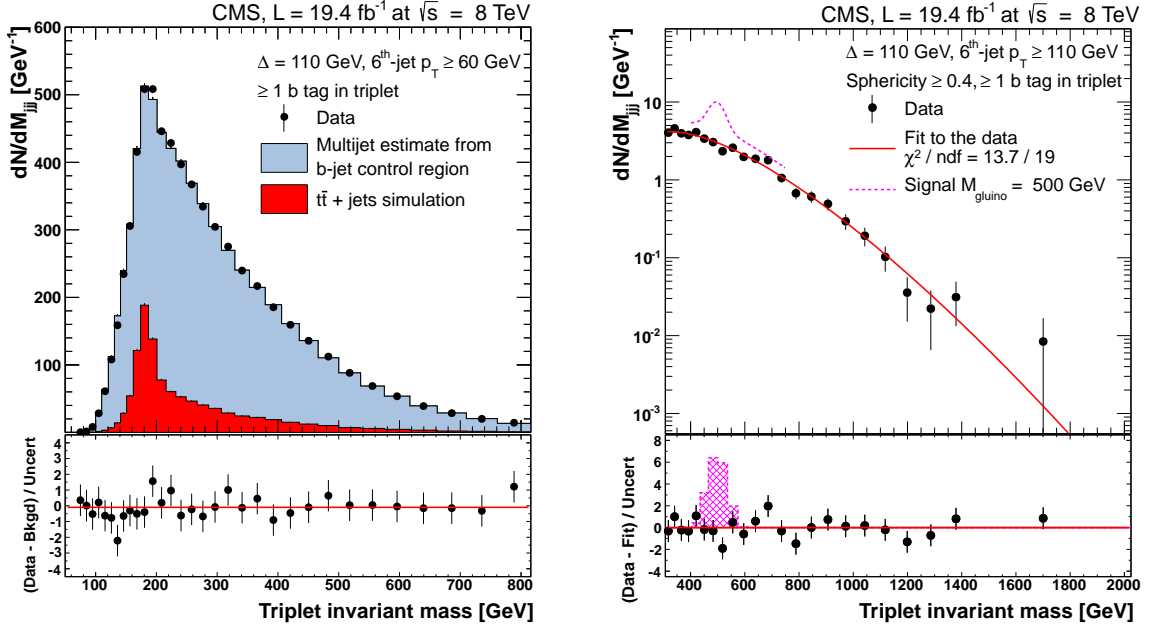 CMS, L = 19.4 fb⁻¹ at √s = 8 TeV
dN/dM_jjj [GeV⁻¹]
600
500
400
300
200
100
Δ = 110 GeV, 6ᵗʰ-jet p_T ≥ 60 GeV
≥ 1 b tag in triplet
Data
Multijet estimate from
b-jet control region
tt̄ + jets simulation
(Data - Bkgd) / Uncert
4
3
2
1
0
-1
-2
-3
-4
100 200 300 400 500 600 700 800
Triplet invariant mass [GeV]
CMS, L = 19.4 fb⁻¹ at √s = 8 TeV
dN/dM_jjj [GeV⁻¹]
10
1
10⁻¹
10⁻²
10⁻³
Δ = 110 GeV, 6ᵗʰ-jet p_T ≥ 110 GeV
Sphericity ≥ 0.4, ≥ 1 b tag in triplet
Data
Fit to the data
χ² / ndf = 13.7 / 19
Signal M_gluino = 500 GeV
(Data - Fit) / Uncert
8
6
4
2
0
-2
-4
400 600 800 1000 1200 1400 1600 1800 2000
Triplet invariant mass [GeV]